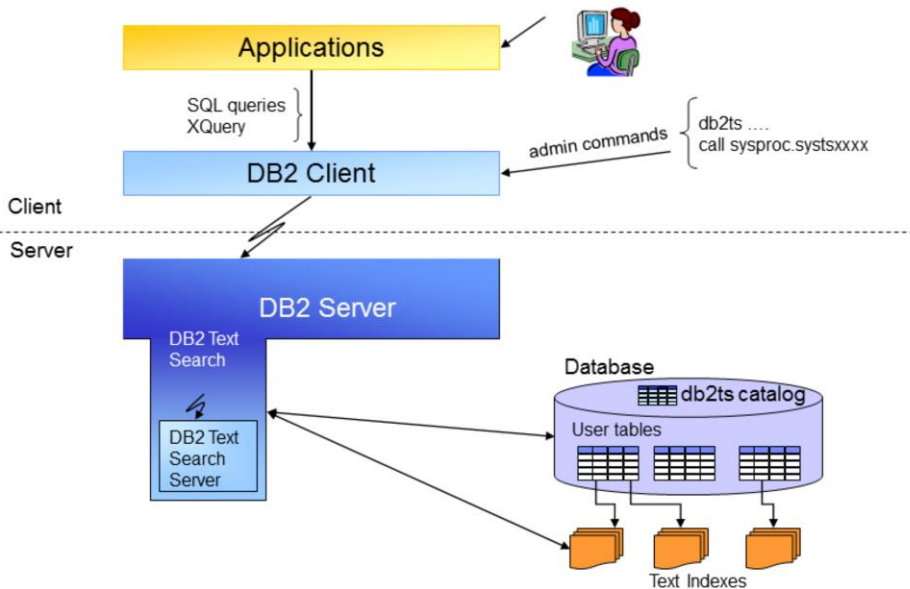 Applications
SQL queries
XQuery
admin commands
db2ts ....
call sysproc.systsxxxx
DB2 Client
Client
Server
DB2 Server
DB2 Text
Search
DB2 Text
Search
Server
Database
db2ts catalog
User tables
Text Indexes